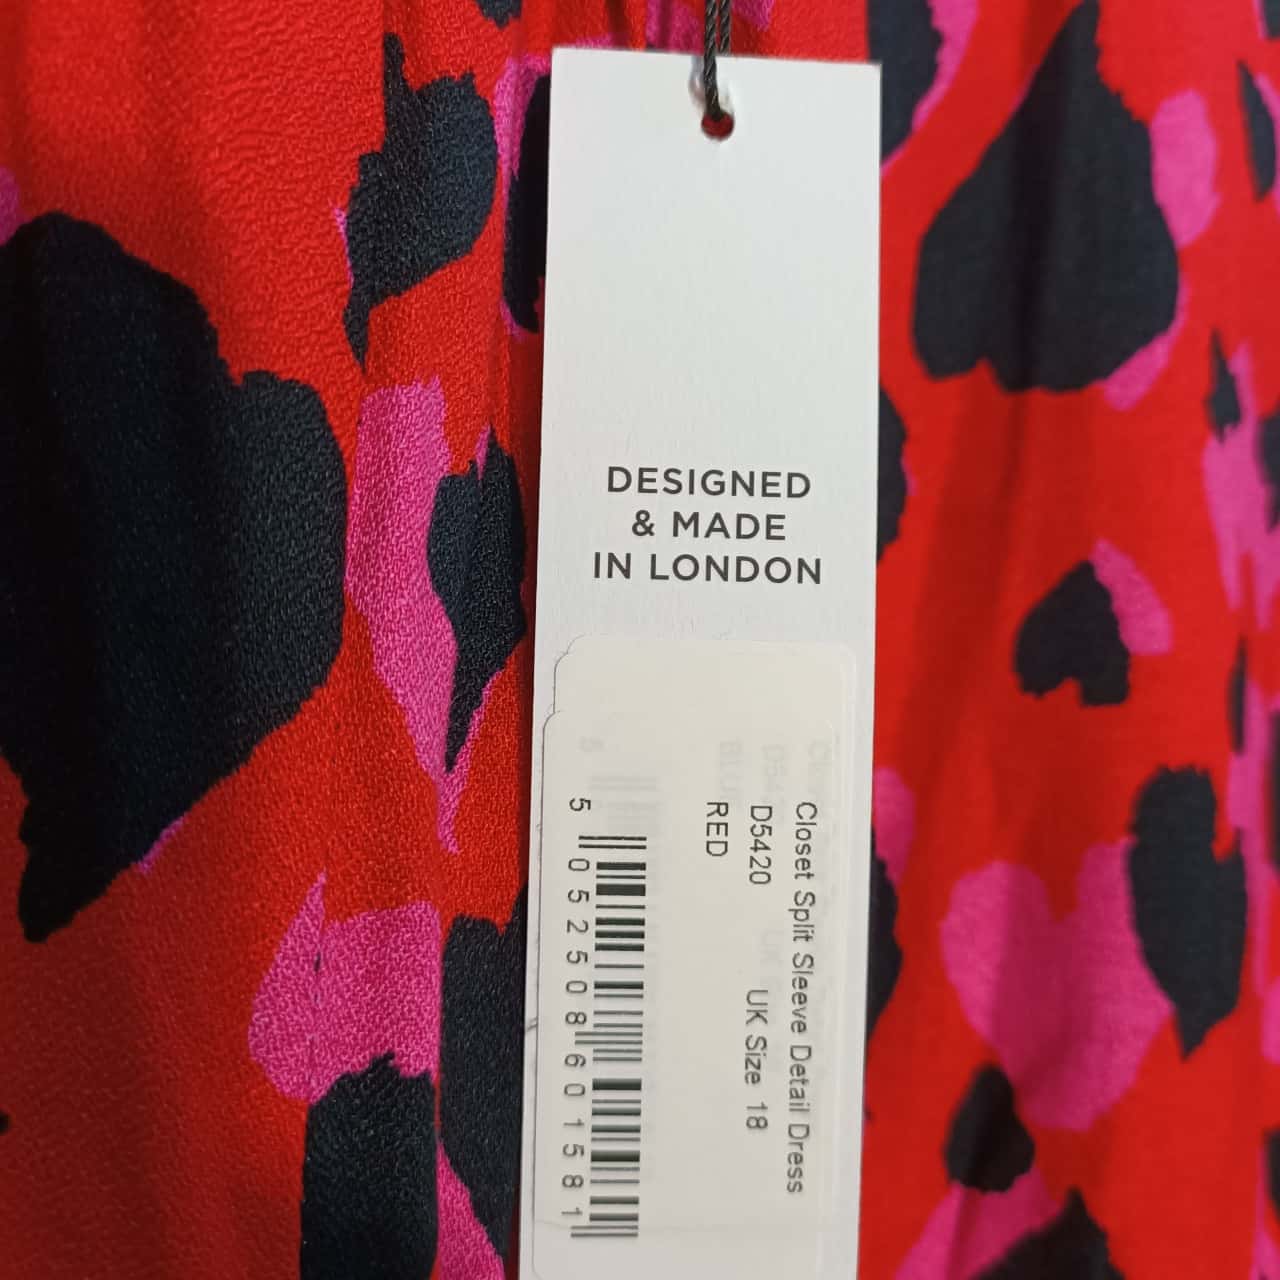 DESIGNED
& MADE
IN LONDON
Closet Split Sleeve Detail Dress
D5420 UK Size 18
RED
5 052508 601581